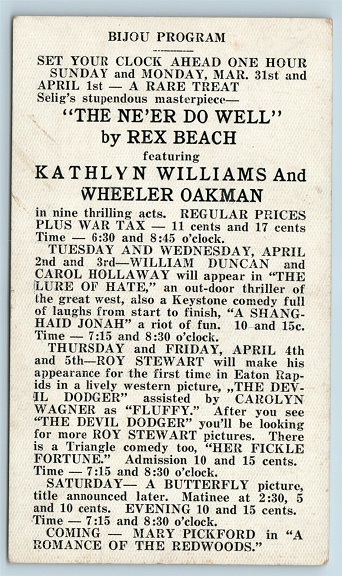 BIJOU PROGRAM
SET YOUR CLOCK AHEAD ONE HOUR
SUNDAY and MONDAY, MAR. 31st and
APRIL 1st — A RARE TREAT
Selig's stupendous masterpiece—
"THE NE'ER DO WELL"
by REX BEACH
featuring
KATHLYN WILLIAMS And
WHEELER OAKMAN
in nine thrilling acts. REGULAR PRICES
PLUS WAR TAX — 11 cents and 17 cents
Time — 6:30 and 8:45 o'clock.
TUESDAY AND WEDNESDAY, APRIL
2nd and 3rd—WILLIAM DUNCAN and
CAROL HOLLAWAY will appear in "THE
LURE OF HATE," an out-door thriller of
the great west, also a Keystone comedy full
of laughs from start to finish, "A SHANG-
HAID JONAH" a riot of fun. 10 and 15c.
Time — 7:15 and 8:30 o'clock.
THURSDAY and FRIDAY, APRIL 4th
and 5th—ROY STEWART will make his
appearance for the first time in Eaton Rap-
ids in a lively western picture, „THE DEV-
IL DODGER" assisted by CAROLYN
WAGNER as "FLUFFY." After you see
"THE DEVIL DODGER" you'll be looking
for more ROY STEWART pictures. There
is a Triangle comedy too, "HER FICKLE
FORTUNE." Admission 10 and 15 cents.
Time — 7:15 and 8:30 o'clock.
SATURDAY— A BUTTERFLY picture,
title announced later. Matinee at 2:30, 5
and 10 cents. EVENING 10 and 15 cents.
Time — 7:15 and 8:30 o'clock.
COMING — MARY PICKFORD in "A
ROMANCE OF THE REDWOODS."